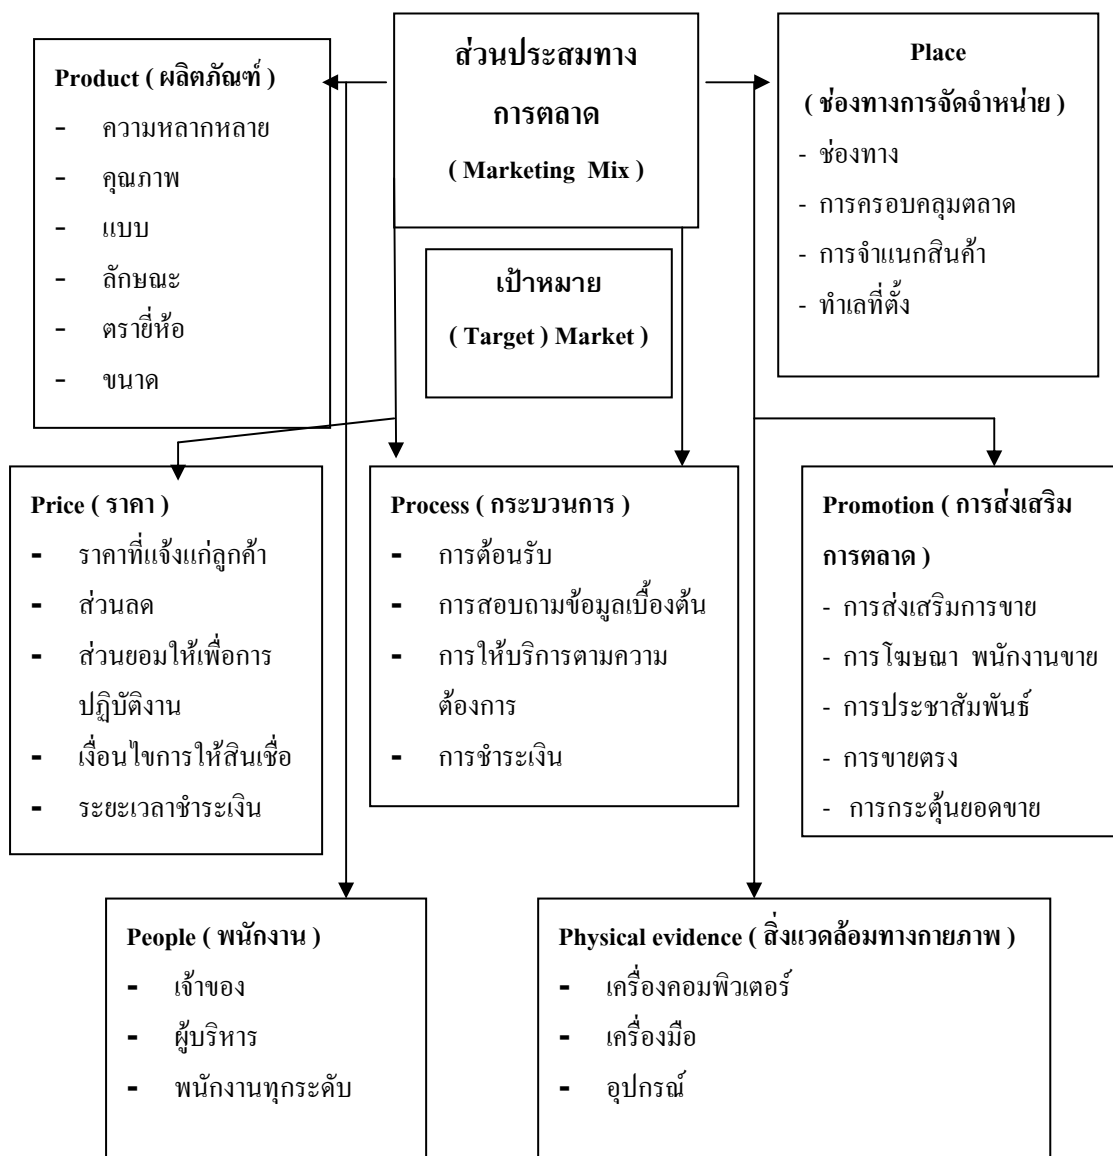 Product ( ผลิตภัณฑ์ )
- ความหลากหลาย
- คุณภาพ
- แบบ
- ลักษณะ
- ตรายี่ห้อ
- ขนาด
ส่วนประสมทาง
การตลาด
( Marketing Mix )
เป้าหมาย
( Target ) Market )
Place
( ช่องทางการจัดจำหน่าย )
- ช่องทาง
- การครอบคลุมตลาด
- การจำแนกสินค้า
- ทำเลที่ตั้ง
Price ( ราคา )
- ราคาที่แจ้งแก่ลูกค้า
- ส่วนลด
- ส่วนยอมให้เพื่อการ
ปฏิบัติงาน
- เงื่อนไขการให้สินเชื่อ
- ระยะเวลาชำระเงิน
Process ( กระบวนการ )
- การต้อนรับ
- การสอบถามข้อมูลเบื้องต้น
- การให้บริการตามความ
ต้องการ
- การชำระเงิน
Promotion ( การส่งเสริม
การตลาด )
- การส่งเสริมการขาย
- การโฆษณา พนักงานขาย
- การประชาสัมพันธ์
- การขายตรง
- การกระตุ้นยอดขาย
People ( พนักงาน )
- เจ้าของ
- ผู้บริหาร
- พนักงานทุกระดับ
Physical evidence ( สิ่งแวดล้อมทางกายภาพ )
- เครื่องคอมพิวเตอร์
- เครื่องมือ
- อุปกรณ์